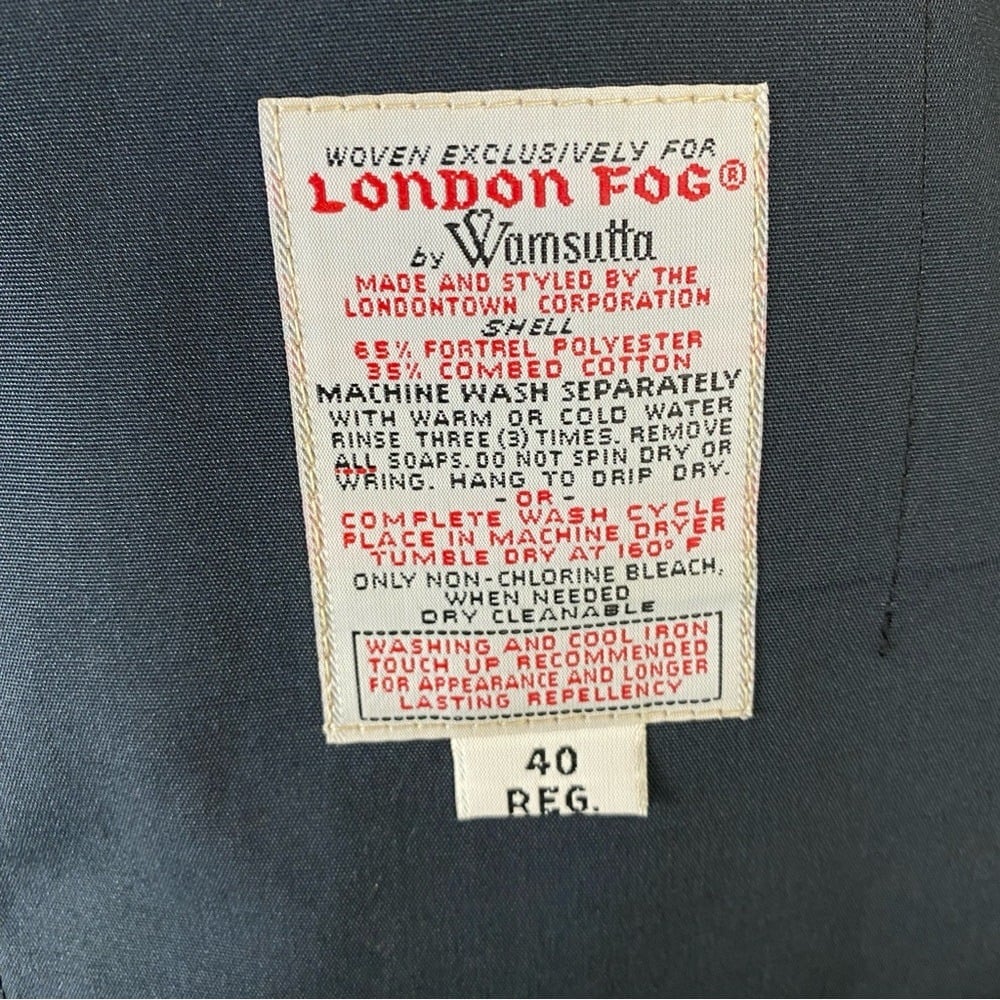 WOVEN EXCLUSIVELY FOR
LONDON FOG®
by Wamsutta
MADE AND STYLED BY THE
LONDONTOWN CORPORATION
SHELL
65% FORTREL POLYESTER
35% COMBED COTTON
MACHINE WASH SEPARATELY
WITH WARM OR COLD WATER
RINSE THREE (3) TIMES. REMOVE
ALL SOAPS. DO NOT SPIN DRY OR
WRING. HANG TO DRIP DRY.
- OR -
COMPLETE WASH CYCLE
PLACE IN MACHINE DRYER
TUMBLE DRY AT 160° F
ONLY NON-CHLORINE BLEACH,
WHEN NEEDED
DRY CLEANABLE
WASHING AND COOL IRON
TOUCH UP RECOMMENDED
FOR APPEARANCE AND LONGER
LASTING REPELLENCY
40
REG.